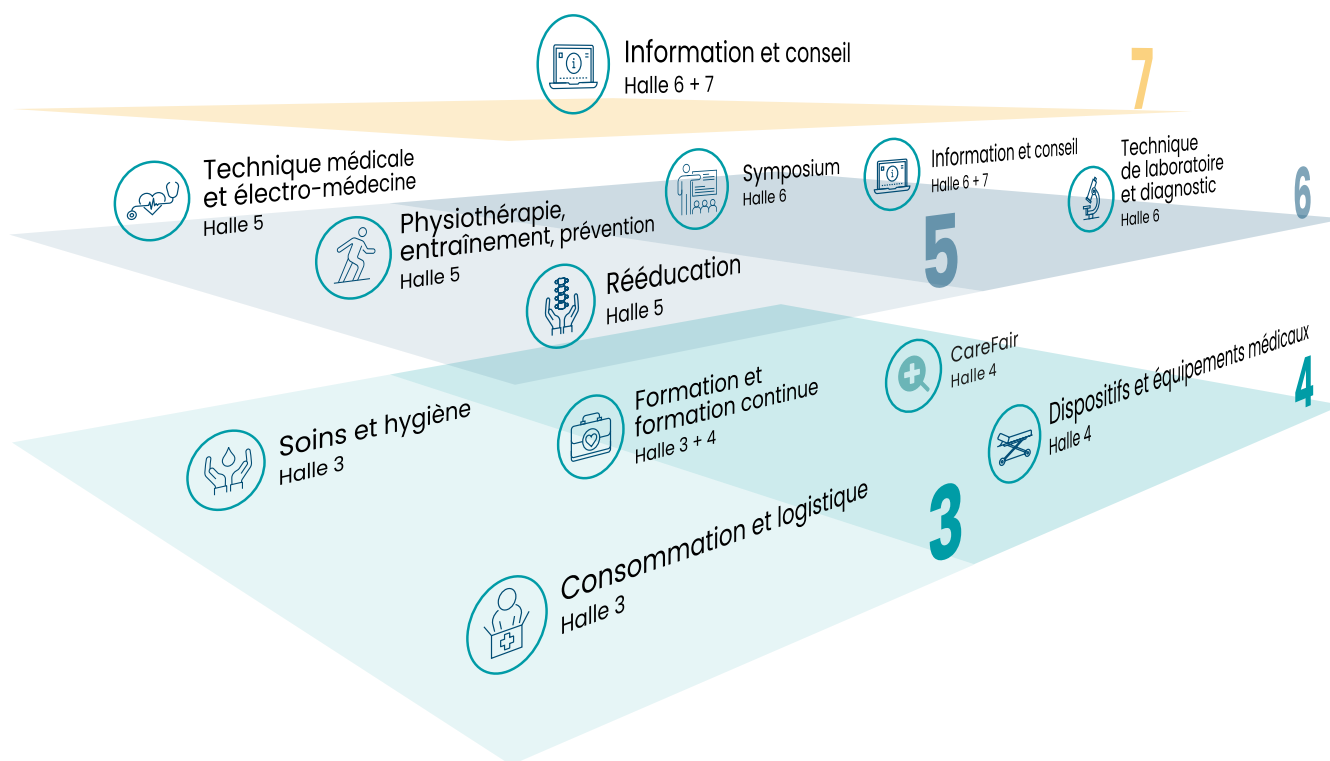 Information et conseil
Halle 6 + 7
7
Technique médicale
et électro-médecine
Halle 5
Physiothérapie,
entraînement, prévention
Halle 5
Rééducation
Halle 5
Symposium
Halle 6
Information et conseil
Halle 6 + 7
Technique
de laboratoire
et diagnostic
Halle 6
6
5
Soins et hygiène
Halle 3
Formation et
formation continue
Halle 3 + 4
CareFair
Halle 4
Dispositifs et équipements médicaux
Halle 4
4
Consommation et logistique
Halle 3
3